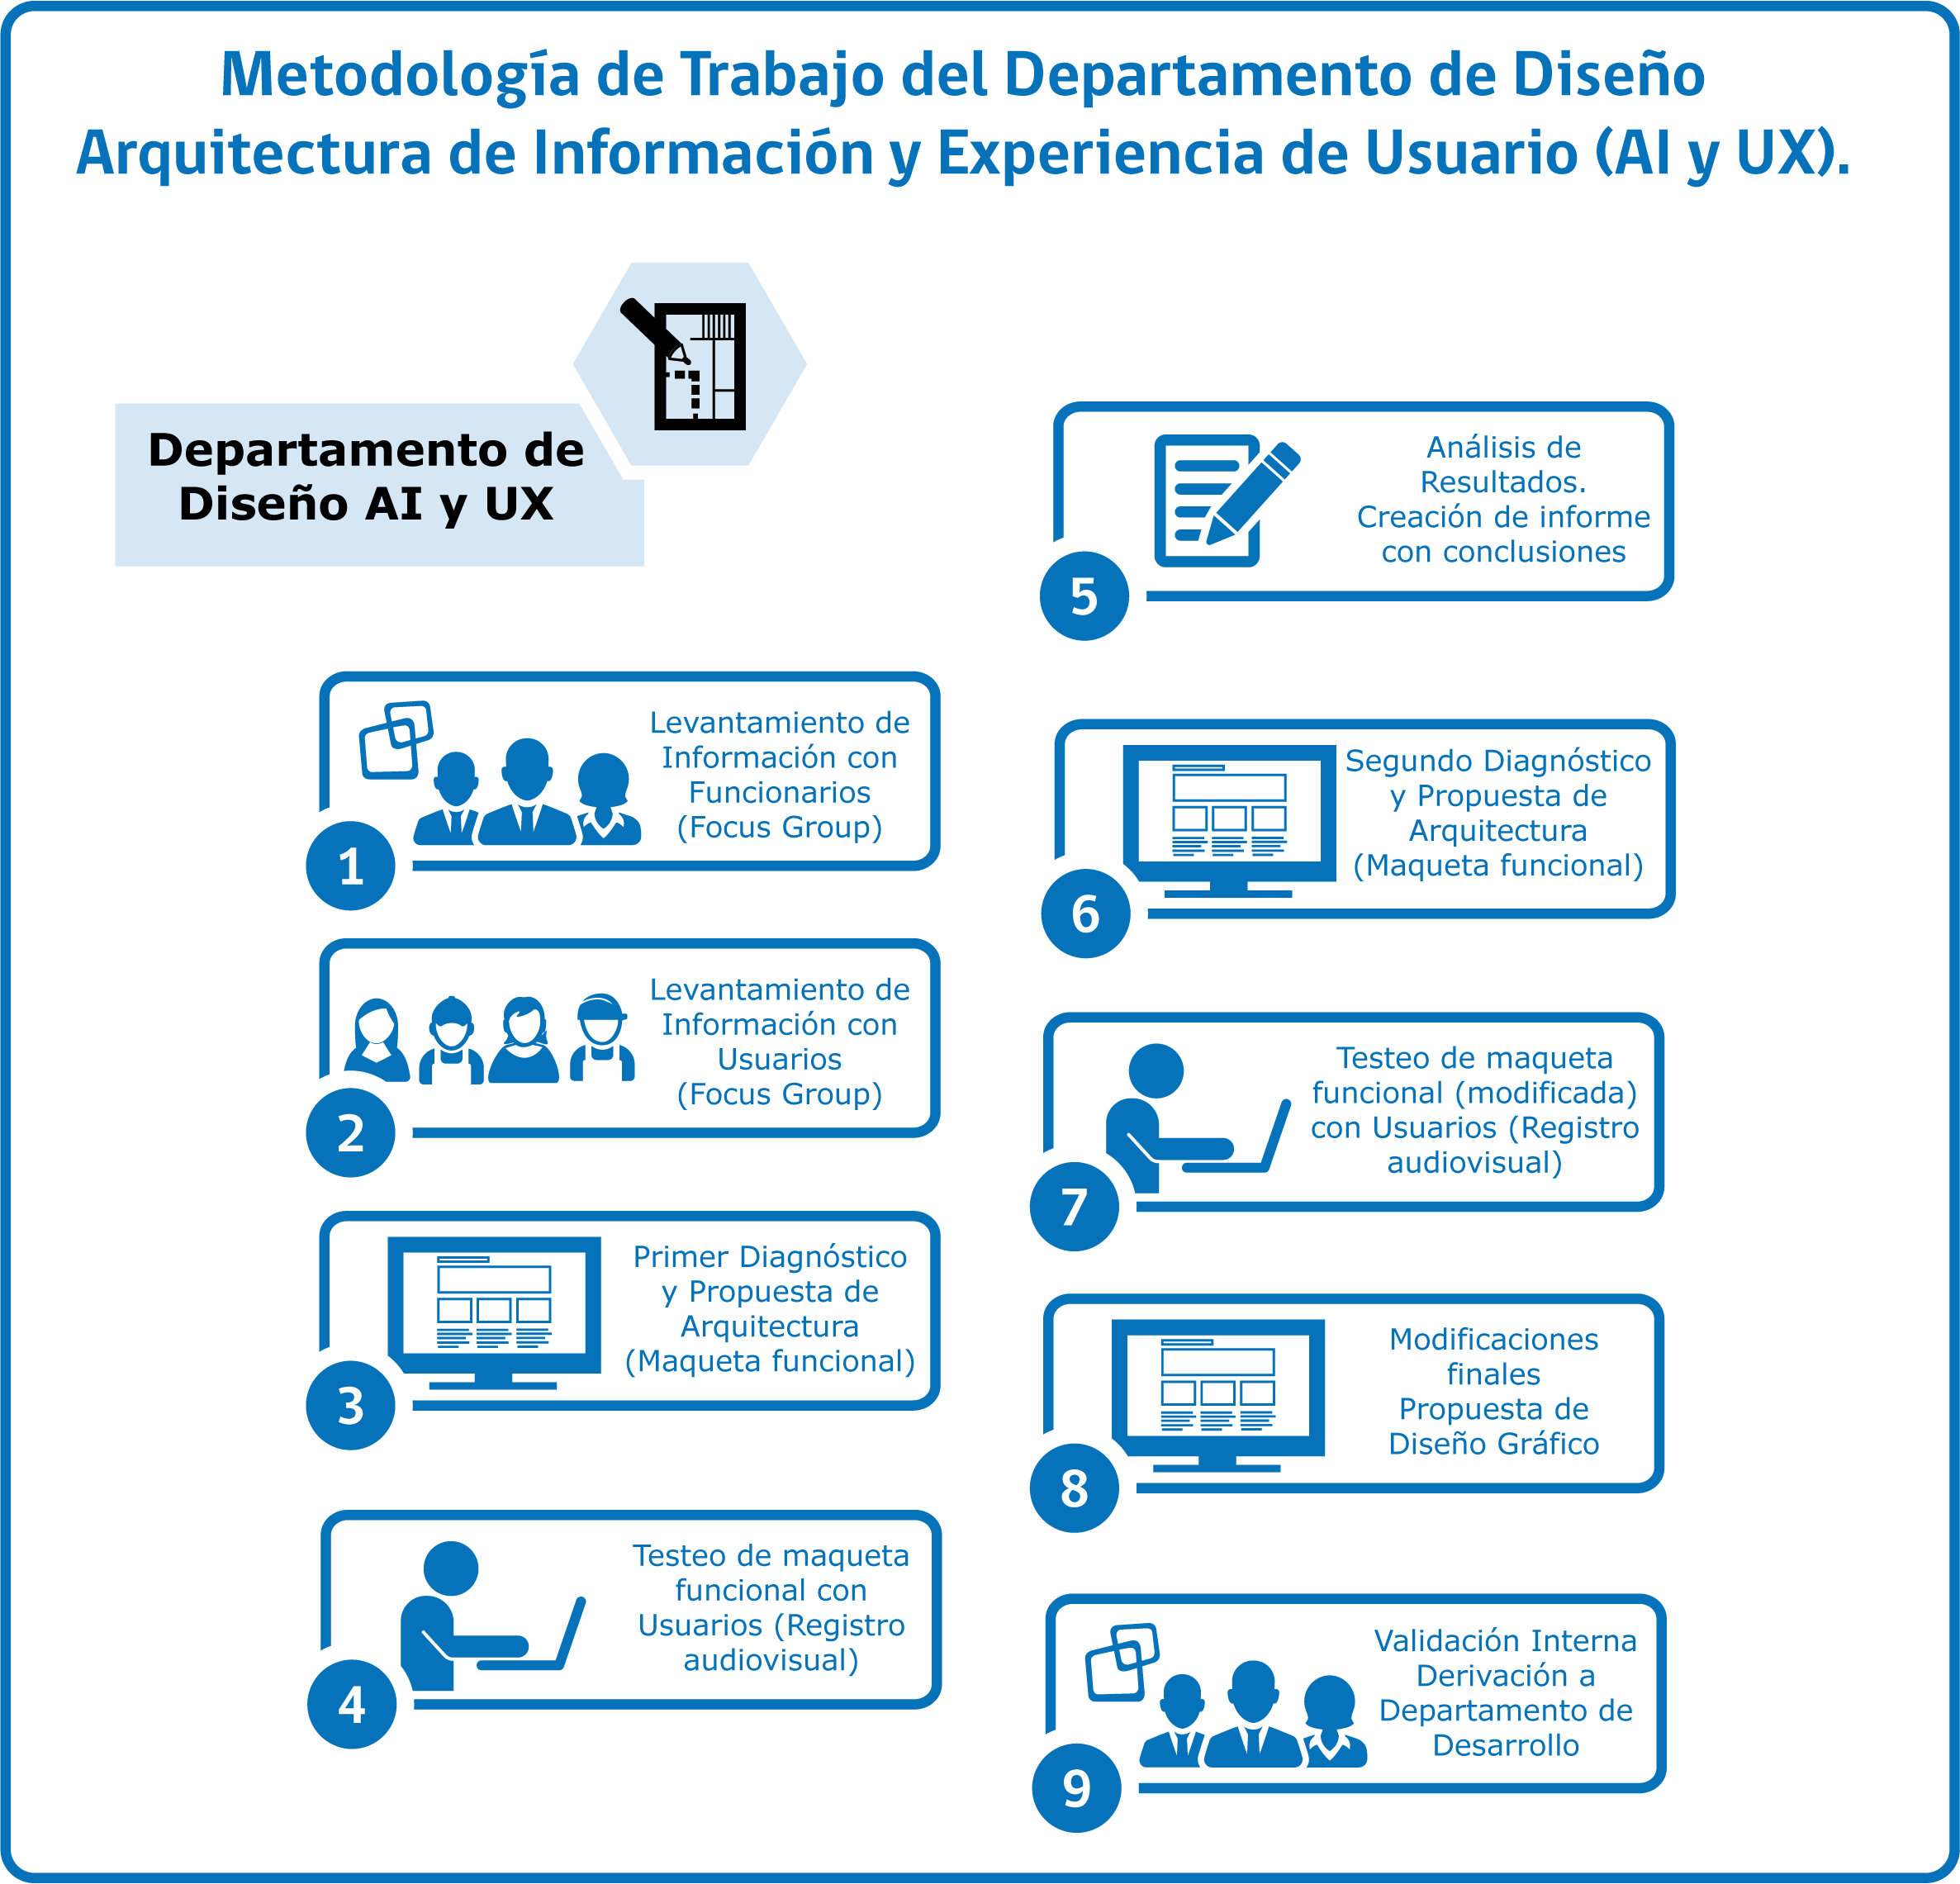 Metodología de Trabajo del Departamento de Diseño
Arquitectura de Información y Experiencia de Usuario (AI y UX).
Departamento de
Diseño AI y UX
1
Levantamiento de
Información con
Funcionarios
(Focus Group)
2
Levantamiento de
Información con
Usuarios
(Focus Group)
3
Primer Diagnóstico
y Propuesta de
Arquitectura
(Maqueta funcional)
4
Testeo de maqueta
funcional con
Usuarios (Registro
audiovisual)
5
Análisis de
Resultados.
Creación de informe
con conclusiones
6
Segundo Diagnóstico
y Propuesta de
Arquitectura
(Maqueta funcional)
7
Testeo de maqueta
funcional (modificada)
con Usuarios (Registro
audiovisual)
8
Modificaciones
finales
Propuesta de
Diseño Gráfico
9
Validación Interna
Derivación a
Departamento de
Desarrollo